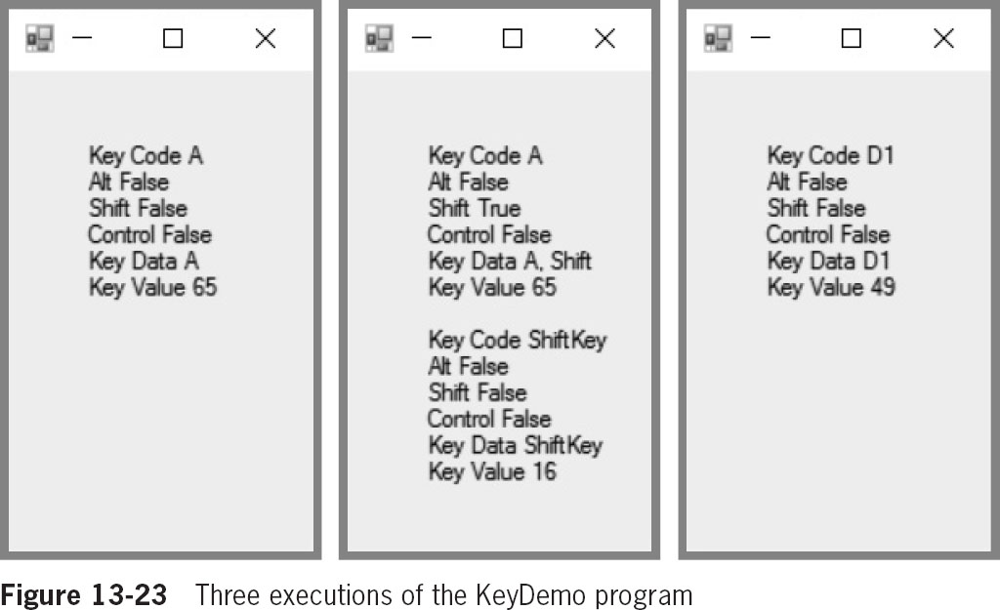 Key Code A
Alt False
Shift False
Control False
Key Data A
Key Value 65
Key Code A
Alt False
Shift True
Control False
Key Data A, Shift
Key Value 65
Key Code ShiftKey
Alt False
Shift False
Control False
Key Data ShiftKey
Key Value 16
Key Code D1
Alt False
Shift False
Control False
Key Data D1
Key Value 49
Figure 13-23 Three executions of the KeyDemo program